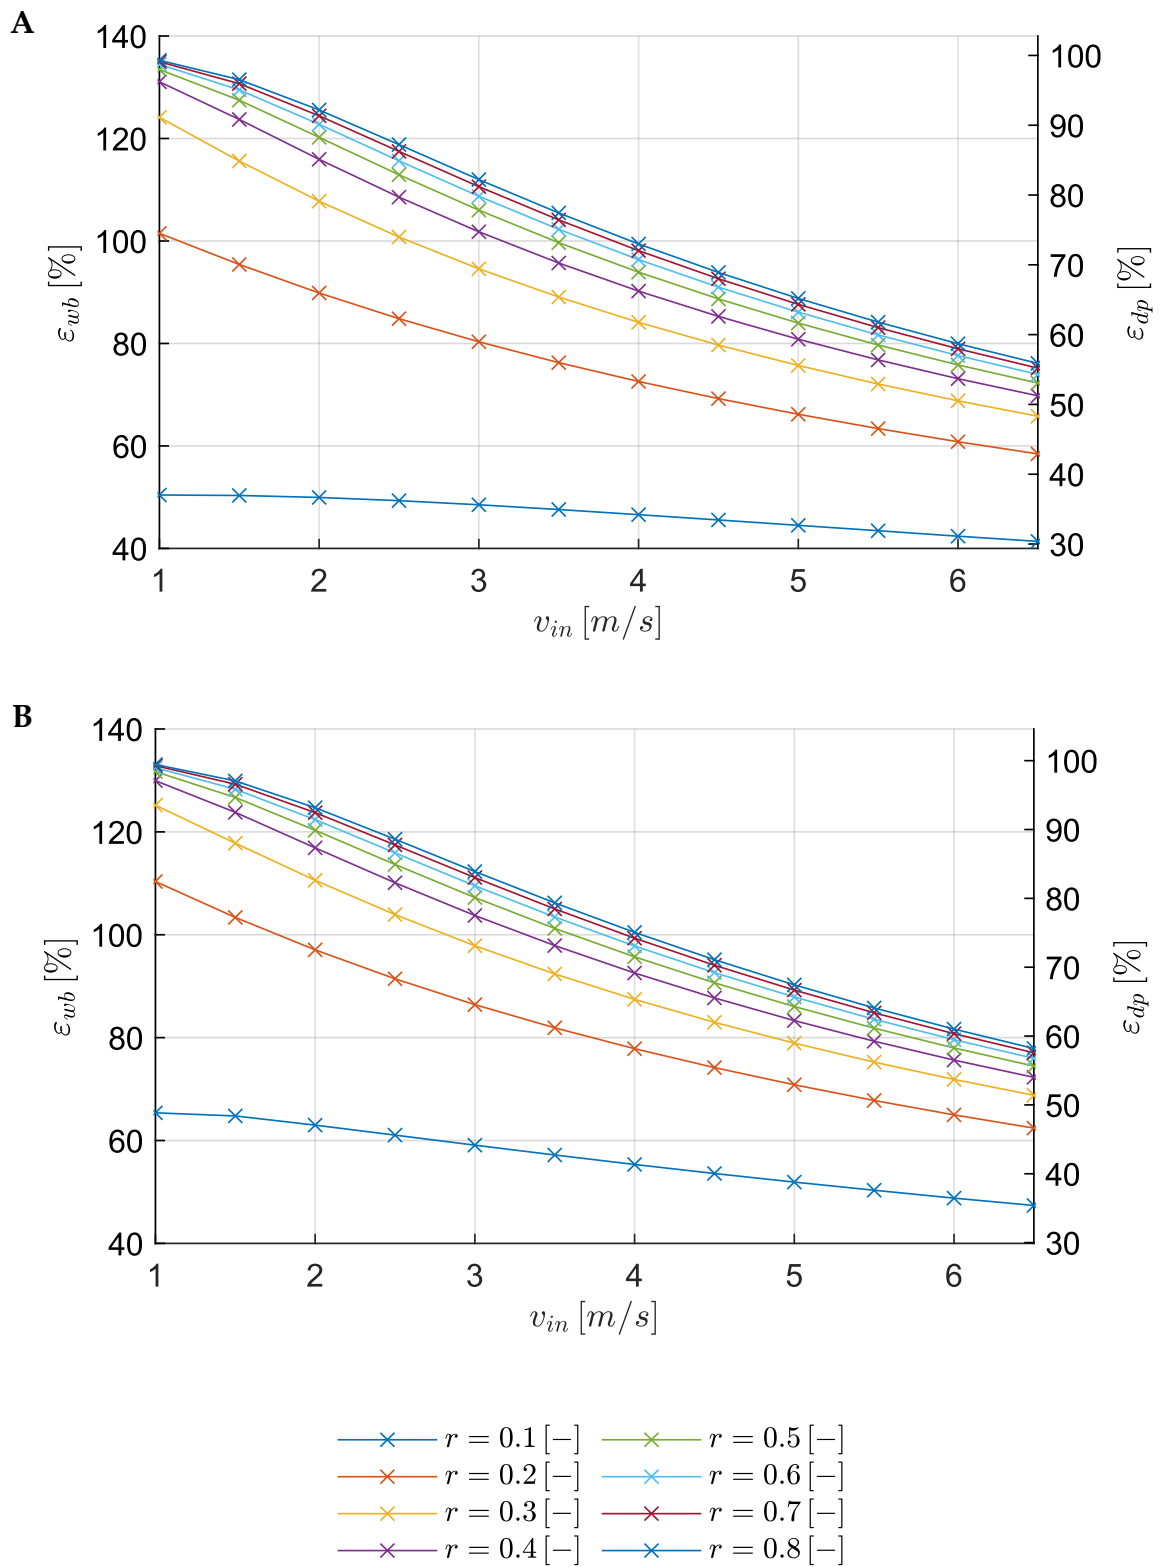 A
140
120
100
80
60
40
100
90
80
70
60
50
40
30
1 2 3 4 5 6
ε_wb [%]
ε_dp [%]
v_in [m/s]
B
140
120
100
80
60
40
100
90
80
70
60
50
40
30
1 2 3 4 5 6
ε_wb [%]
ε_dp [%]
v_in [m/s]
r = 0.1 [−] r = 0.5 [−]
r = 0.2 [−] r = 0.6 [−]
r = 0.3 [−] r = 0.7 [−]
r = 0.4 [−] r = 0.8 [−]